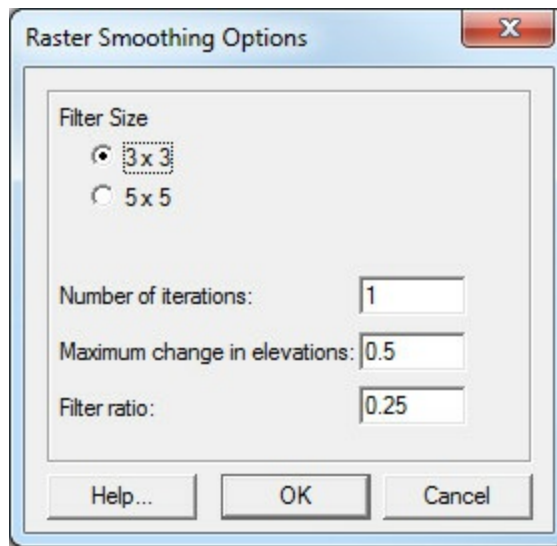 Raster Smoothing Options
Filter Size
3 x 3
5 x 5
Number of iterations: 1
Maximum change in elevations: 0.5
Filter ratio: 0.25
Help... OK Cancel